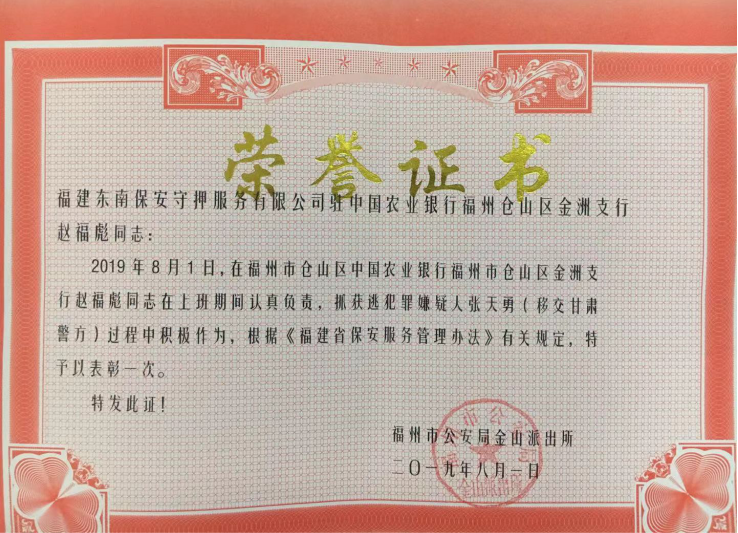 荣誉证书
福建东南保安守押服务有限公司驻中国农业银行福州仓山区金洲支行
赵福彪同志：
2019年8月1日,在福州市仓山区中国农业银行福州市仓山区金洲支
行赵福彪同志在上班期间认真负责，抓获逃犯罪嫌疑人张天勇（移交甘肃
警方）过程中积极作为，根据《福建省保安服务管理办法》有关规定，特
予以表彰一次。
特发此证！
福州市公安局金山派出所
二〇一九年八月一日